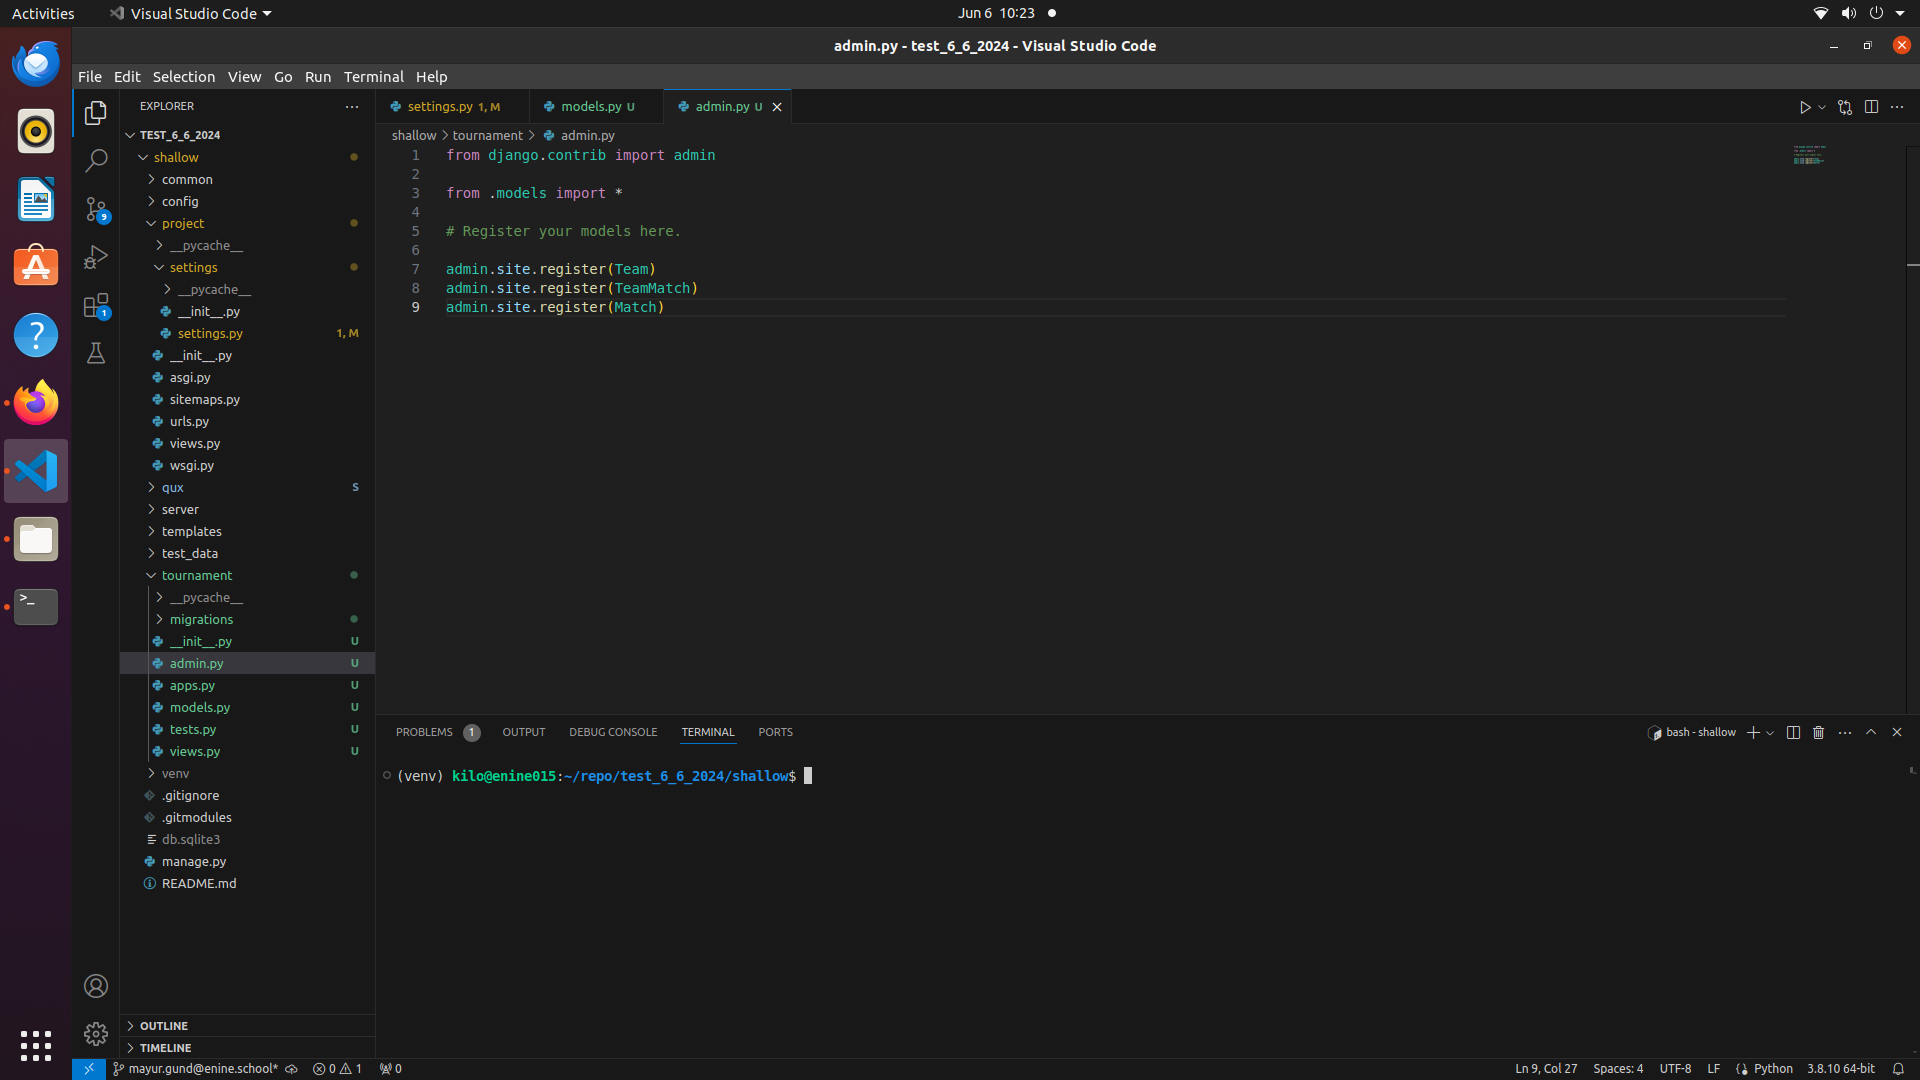 Activities
Visual Studio Code
Jun 6 10:23
admin.py - test_6_6_2024 - Visual Studio Code
File Edit Selection View Go Run Terminal Help
EXPLORER
settings.py 1, M
models.py U
admin.py U
shallow
tournament
admin.py
TEST_6_6_2024
shallow
common
config
project
__pycache__
settings
__pycache__
__init__.py
settings.py 1, M
__init__.py
asgi.py
sitemaps.py
urls.py
views.py
wsgi.py
qux S
server
templates
test_data
tournament
__pycache__
migrations
__init__.py U
admin.py U
apps.py U
models.py U
tests.py U
views.py U
venv
.gitignore
.gitmodules
db.sqlite3
manage.py
README.md
OUTLINE
TIMELINE
9
1
1 from django.contrib import admin
2
3 from .models import *
4
5 # Register your models here.
6
7 admin.site.register(Team)
8 admin.site.register(TeamMatch)
9 admin.site.register(Match)
PROBLEMS 1 OUTPUT DEBUG CONSOLE TERMINAL PORTS
bash - shallow
(venv) kilo@enine015:~/repo/test_6_6_2024/shallow$
mayur.gund@enine.school* 0 1 0
Ln 9, Col 27 Spaces: 4 UTF-8 LF Python 3.8.10 64-bit